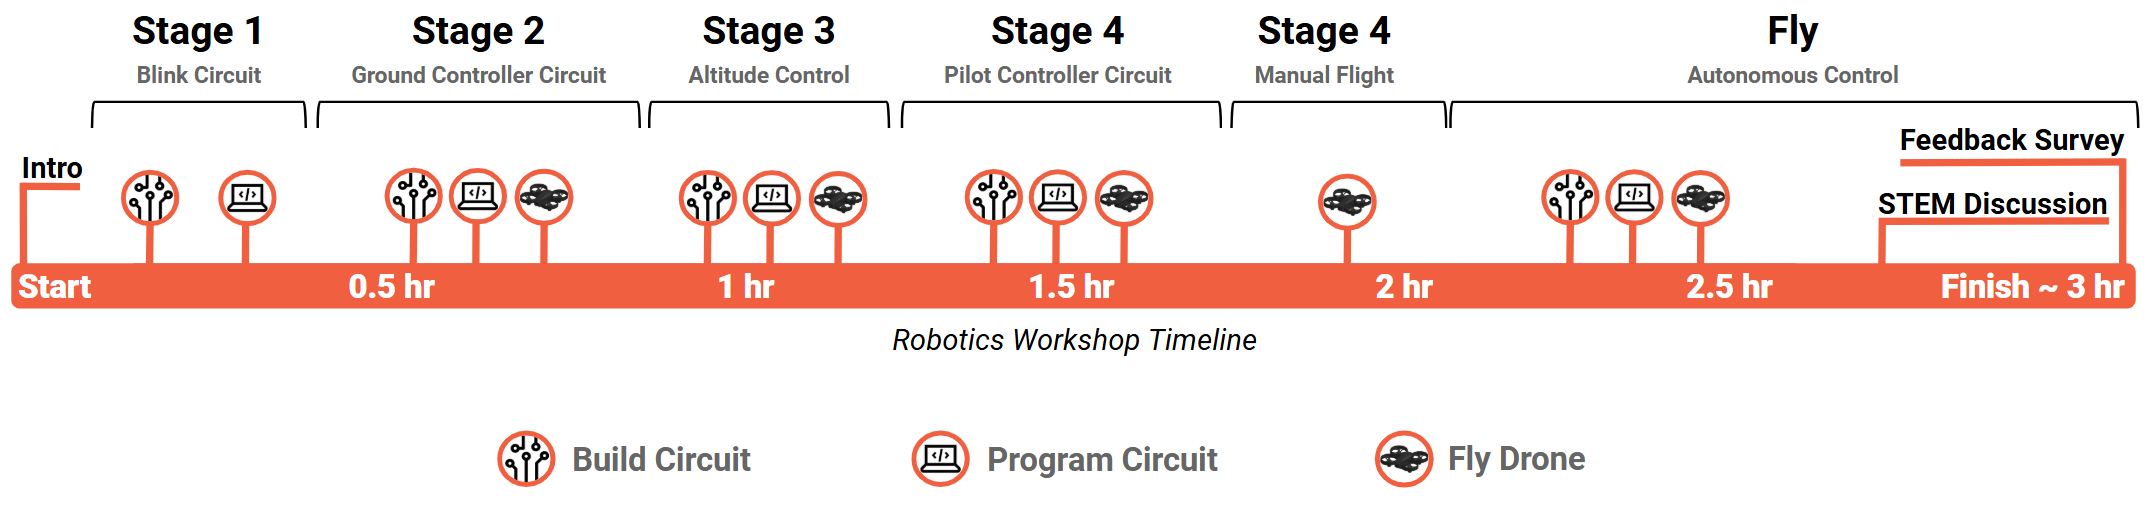 Stage 1
Stage 2
Stage 3
Stage 4
Stage 4
Fly
Blink Circuit
Ground Controller Circuit
Altitude Control
Pilot Controller Circuit
Manual Flight
Autonomous Control
Feedback Survey
Intro
STEM Discussion
Start
0.5 hr
1 hr
1.5 hr
2 hr
2.5 hr
Finish ~ 3 hr
Robotics Workshop Timeline
Build Circuit
Program Circuit
Fly Drone